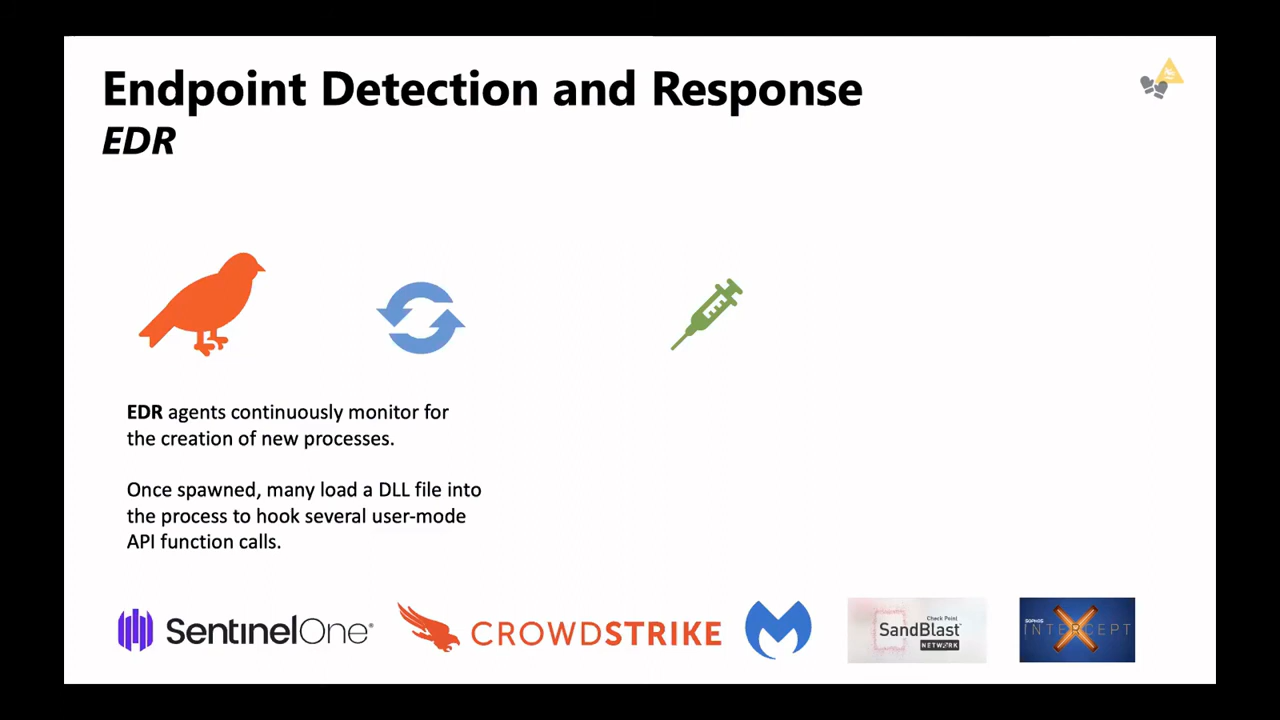 Endpoint Detection and Response
EDR
EDR agents continuously monitor for
the creation of new processes.
Once spawned, many load a DLL file into
the process to hook several user-mode
API function calls.
SentinelOne®
CROWDSTRIKE
Check Point
SandBlast™
NETWORK
SOPHOS
INTERCEPT
X